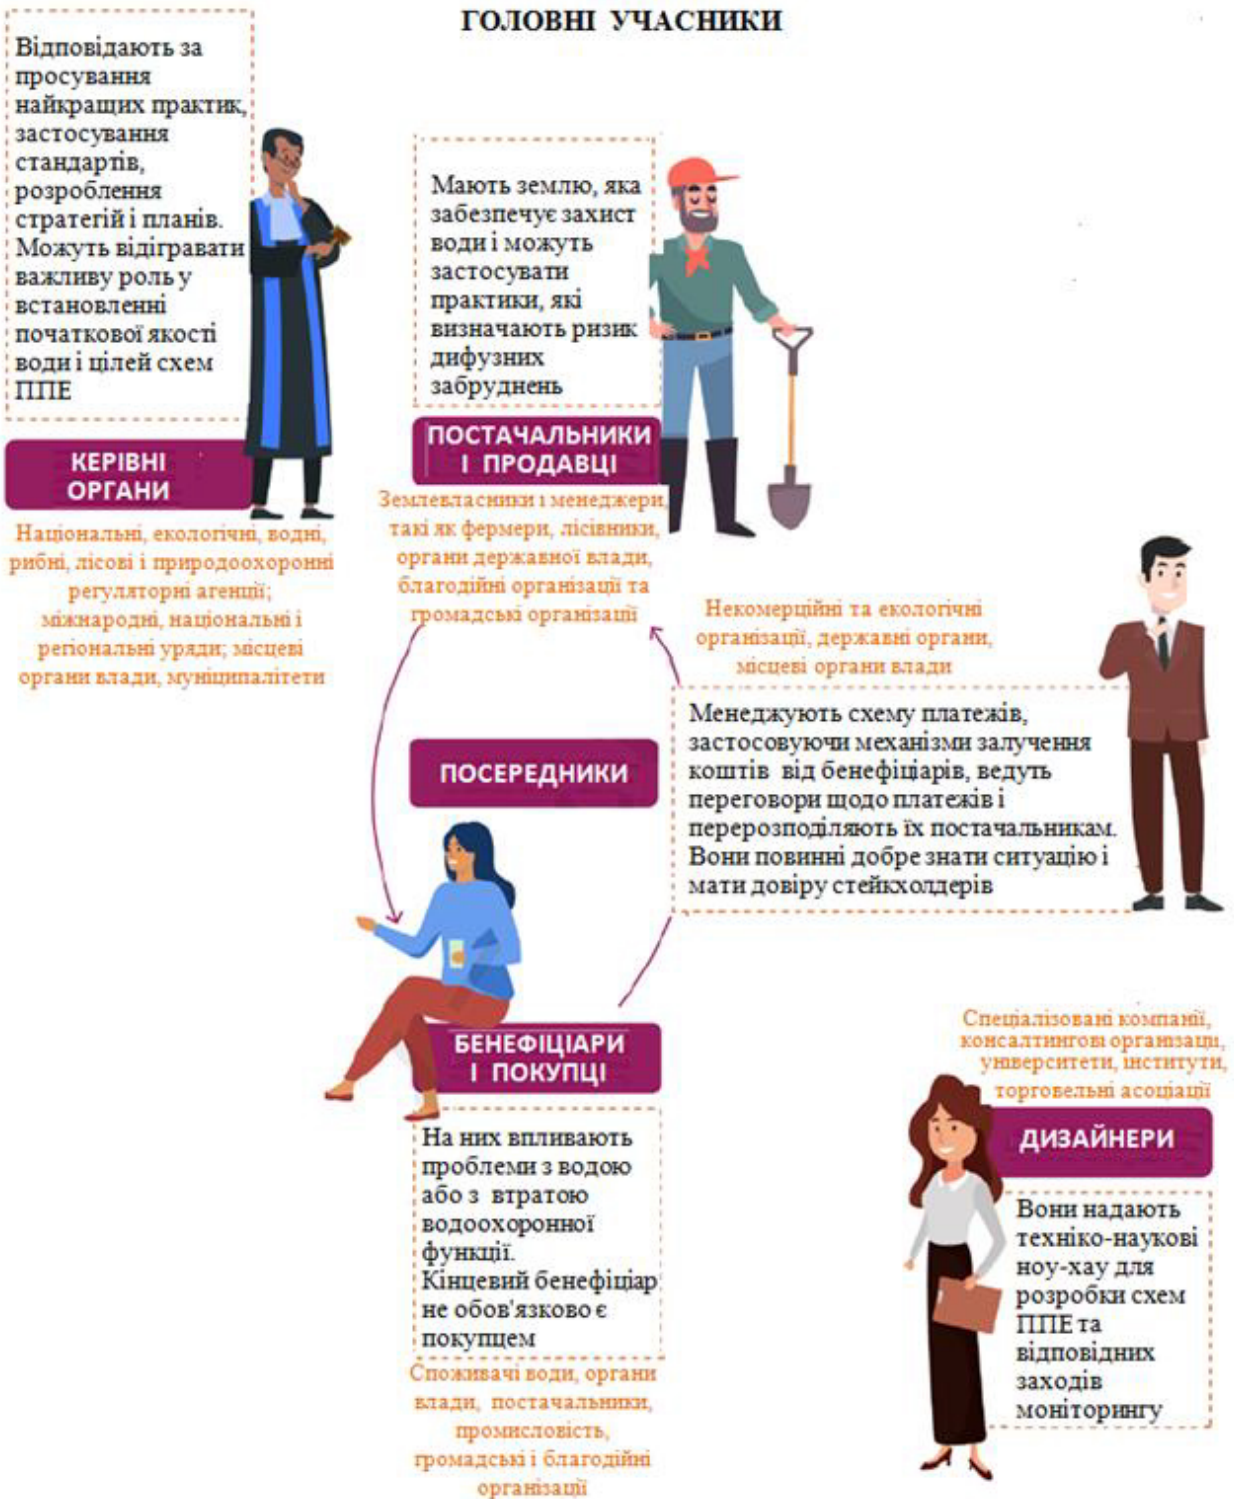 ГОЛОВНІ УЧАСНИКИ
Відповідають за
просування
найкращих практик,
застосування
стандартів,
розроблення
стратегій і планів.
Можуть відігравати
важливу роль у
встановленні
початкової якості
води і цілей схем
ППЕ
КЕРІВНІ
ОРГАНИ
Національні, екологічні, водні,
рибні, лісові і природоохоронні
регуляторні агенції;
міжнародні, національні і
регіональні уряди; місцеві
органи влади, муніципалітети
Мають землю, яка
забезпечує захист
води і можуть
застосувати
практики, які
визначають ризик
дифузних
забруднень
ПОСТАЧАЛЬНИКИ
І ПРОДАВЦІ
Землевласники і менеджери,
такі як фермери, лісівники,
органи державної влади,
благодійні організації та
громадські організації
Некомерційні та екологічні
організації, державні органи,
місцеві органи влади
ПОСЕРЕДНИКИ
Менеджують схему платежів,
застосовуючи механізми залучення
коштів від бенефіціарів, ведуть
переговори щодо платежів і
перерозподіляють їх постачальникам.
Вони повинні добре знати ситуацію і
мати довіру стейкхолдерів
БЕНЕФІЦІАРИ
І ПОКУПЦІ
На них впливають
проблеми з водою
або з втратою
водоохоронної
функції.
Кінцевий бенефіціар
не обов'язково є
покупцем
Споживачі води, органи
влади, постачальники,
промисловість,
громадські і благодійні
організації
Спеціалізовані компанії,
консалтингові організації,
університети, інститути,
торговельні асоціації
ДИЗАЙНЕРИ
Вони надають
техніко-наукові
ноу-хау для
розробки схем
ППЕ та
відповідних
заходів
моніторингу